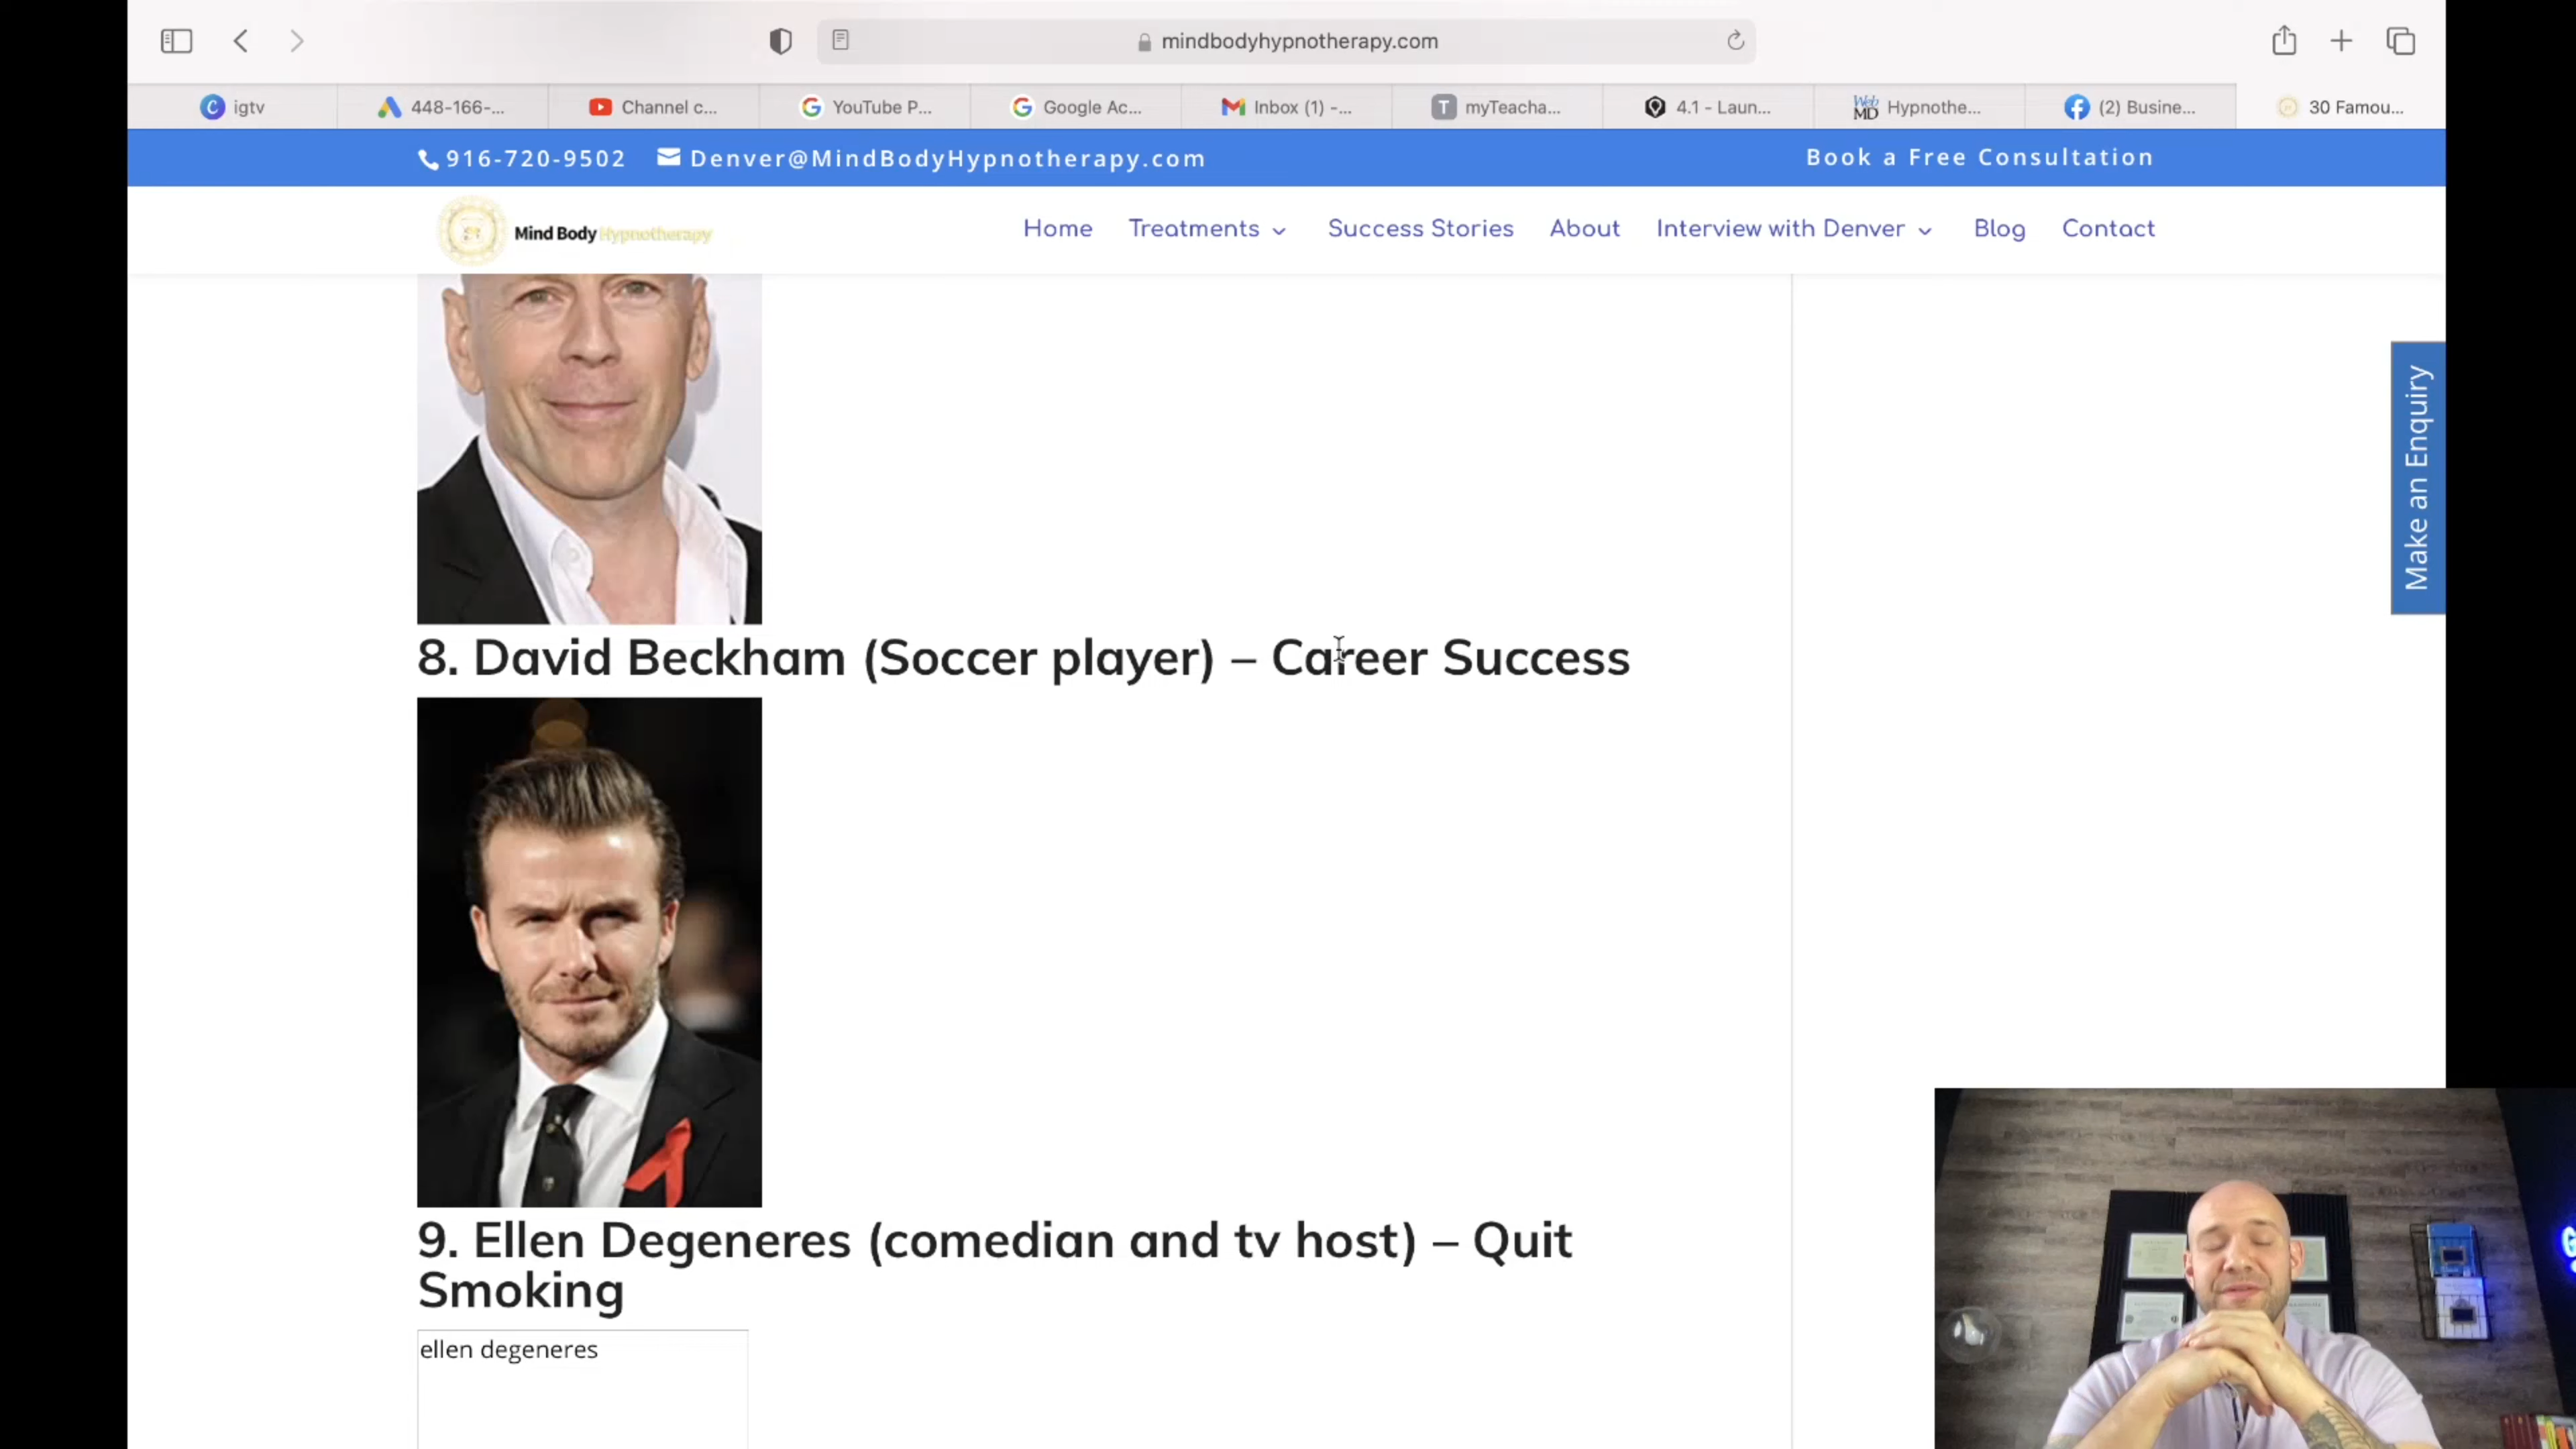 mindbodyhypnotherapy.com
igtv
448-166-...
Channel c...
YouTube P...
Google Ac...
Inbox (1) -...
T
myTeacha...
4.1 - Laun...
Web
MD
Hypnothe...
(2) Busine...
30 Famou...
916-720-9502
Denver@MindBodyHypnotherapy.com
Book a Free Consultation
Mind Body Hypnotherapy
Home
Treatments
Success Stories
About
Interview with Denver
Blog
Contact
Make an Enquiry
8. David Beckham (Soccer player) – Career Success
9. Ellen Degeneres (comedian and tv host) – Quit
Smoking
ellen degeneres